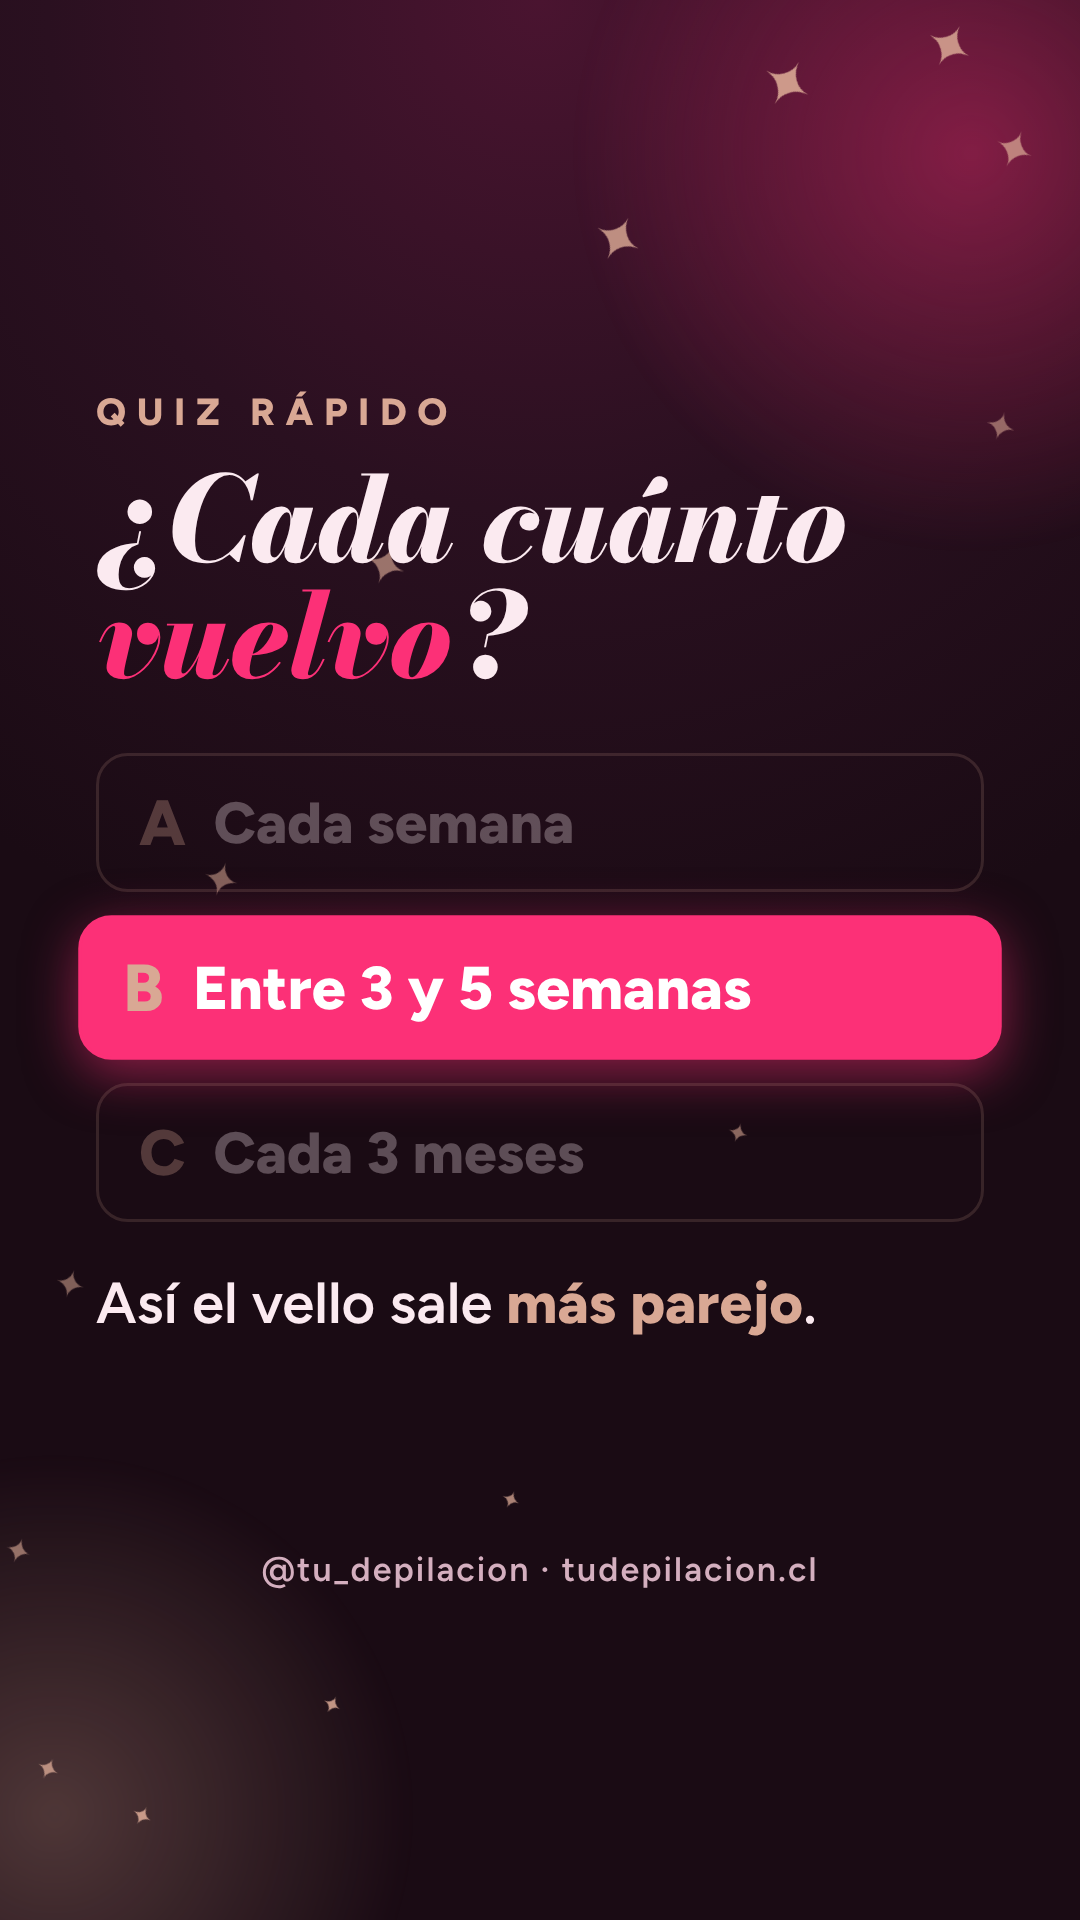 QUIZ RÁPIDO
¿Cada cuánto
vuelvo?
A Cada semana
B Entre 3 y 5 semanas
C Cada 3 meses
Así el vello sale más parejo.
@tu_depilacion · tudepilacion.cl